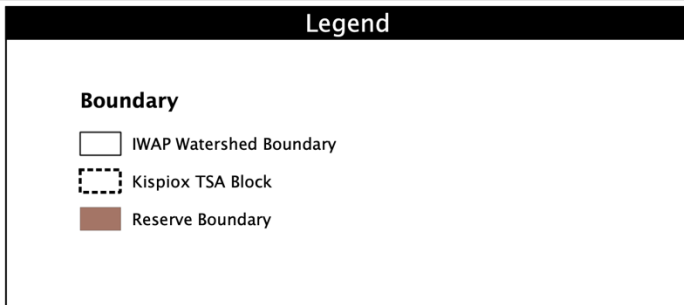 Legend
Boundary
IWAP Watershed Boundary
Kispiox TSA Block
Reserve Boundary